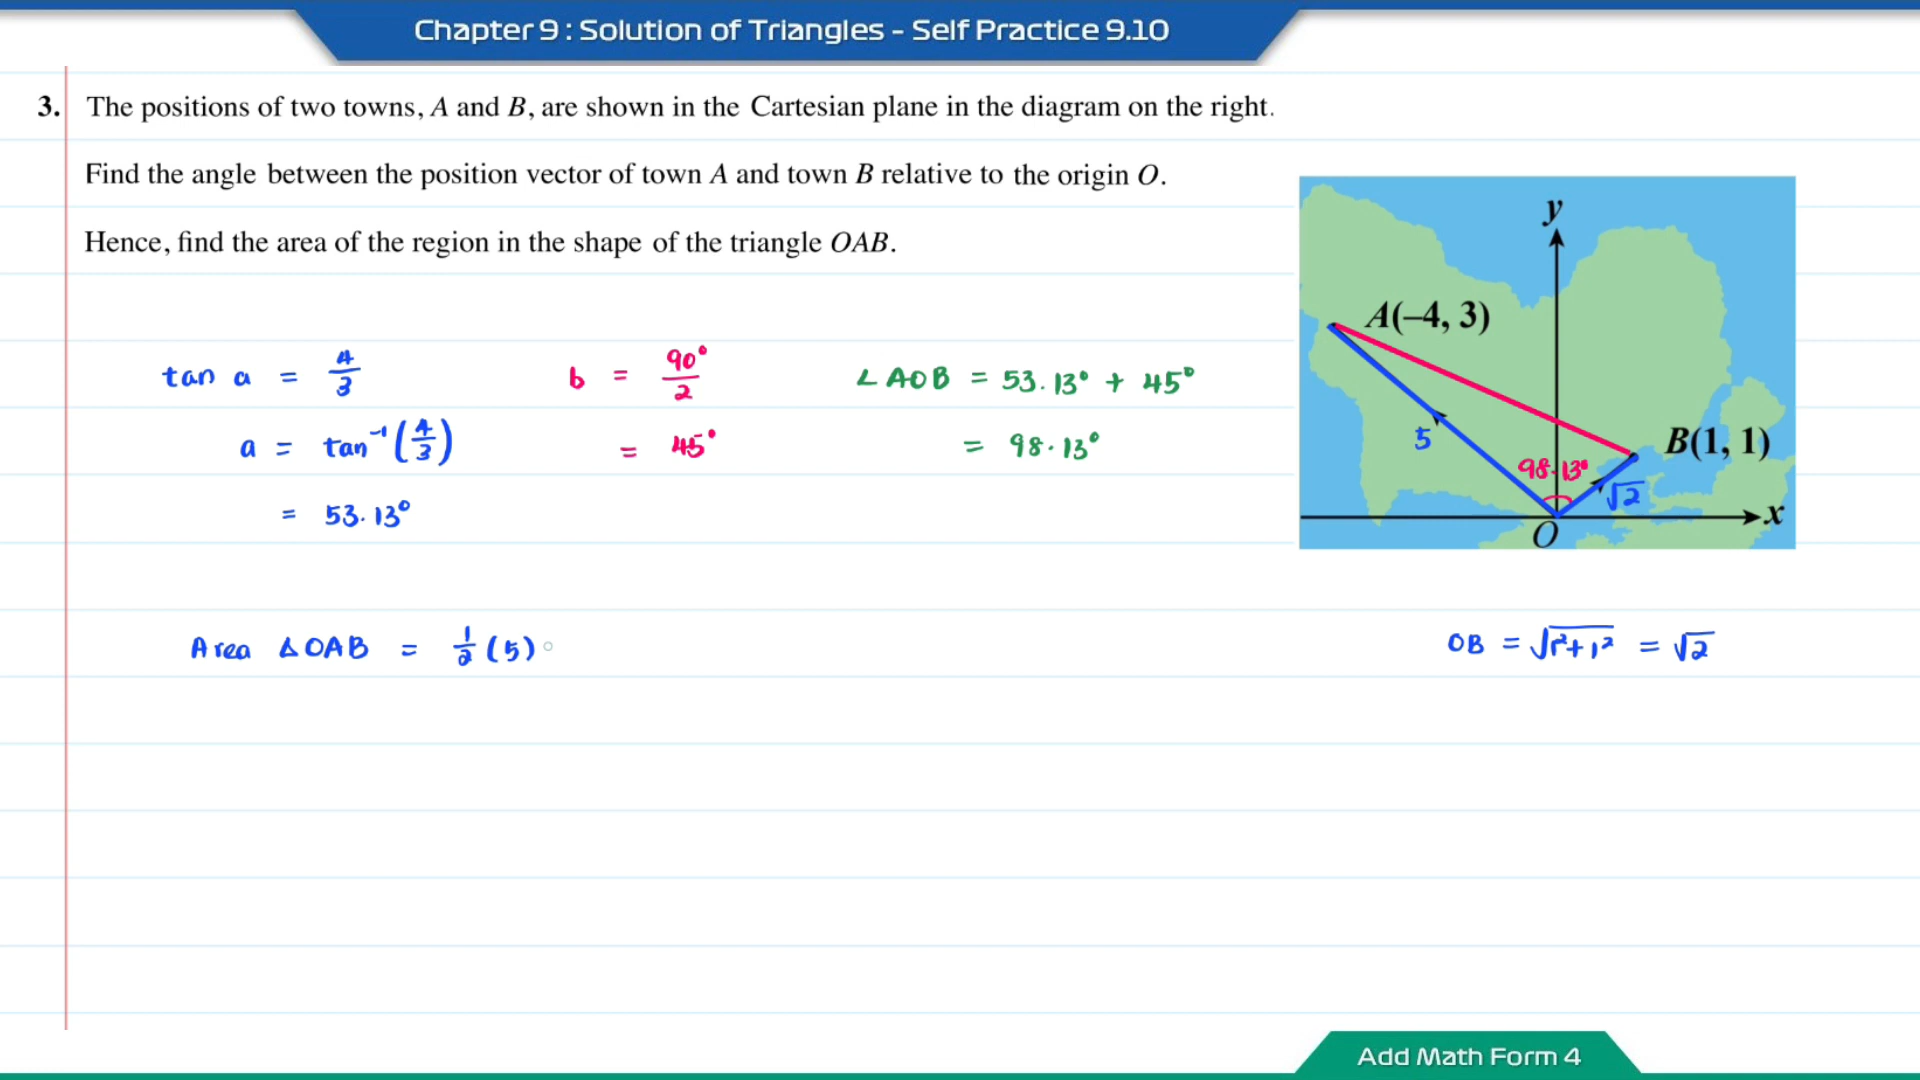 Chapter 9 : Solution of Triangles - Self Practice 9.10
3. The positions of two towns, A and B, are shown in the Cartesian plane in the diagram on the right.
Find the angle between the position vector of town A and town B relative to the origin O.
Hence, find the area of the region in the shape of the triangle OAB.
y
A(–4, 3)
B(1, 1)
5
98.13°
√2
O
x
tan a = 4/3
a = tan⁻¹(4/3)
= 53.13°
b = 90°/2
= 45°
∠AOB = 53.13° + 45°
= 98.13°
Area ΔOAB = 1/2 (5)
OB = √1²+1² = √2
Add Math Form 4